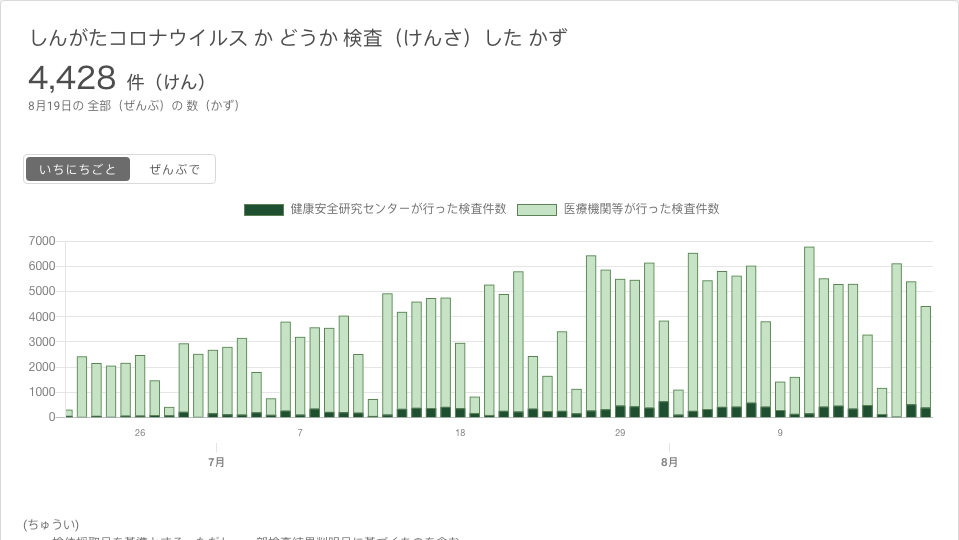 しんがたコロナウイルス か どうか 検査（けんさ）した かず
4,428 件（けん）
8月19日の 全部（ぜんぶ）の 数（かず）
いちにちごと ぜんぶで
健康安全研究センターが行った検査件数 医療機関等が行った検査件数
7000
6000
5000
4000
3000
2000
1000
0
26 7 18 29 9
7月 8月
(ちゅうい)